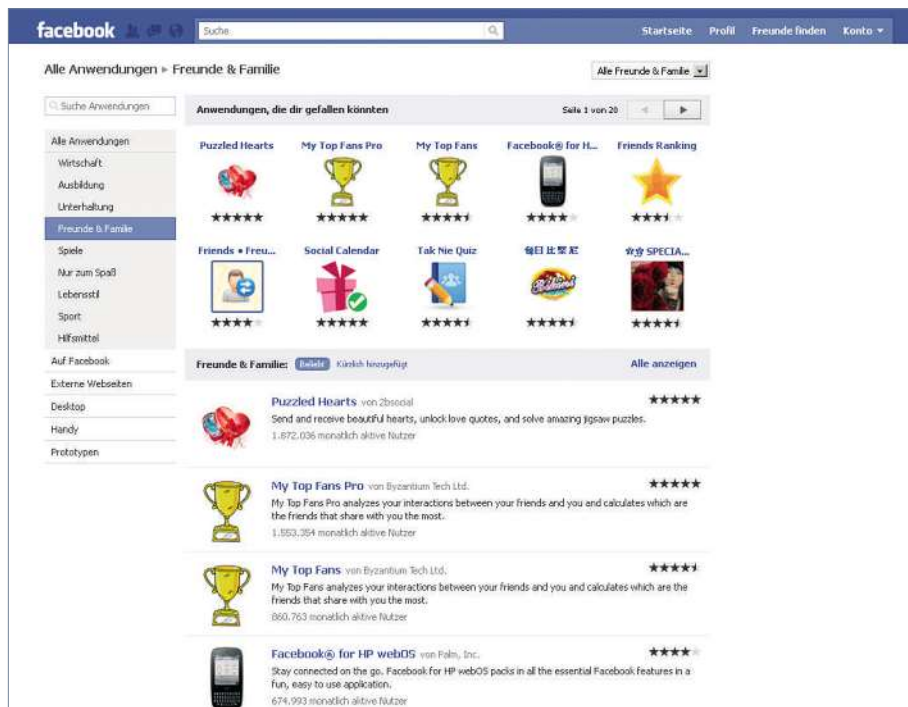 facebook
Suche
Startseite Profil Freunde finden Konto
Alle Anwendungen ▸ Freunde & Familie
Alle Freunde & Familie
Suche Anwendungen
Anwendungen, die dir gefallen könnten
Seite 1 von 20
Alle Anwendungen
Wirtschaft
Ausbildung
Unterhaltung
Freunde & Familie
Spiele
Nur zum Spaß
Lebensstil
Sport
Hilfsmittel
Auf Facebook
Externe Webseiten
Desktop
Handy
Prototypen
Puzzled Hearts My Top Fans Pro My Top Fans Facebook® for H... Friends Ranking
Friends • Freu... Social Calendar Tak Nie Quiz 每日比堅尼 SPECIA...
Freunde & Familie: Beliebt Kürzlich hinzugefügt Alle anzeigen
Puzzled Hearts von 2bsocial
Send and receive beautiful hearts, unlock love quotes, and solve amazing jigsaw puzzles.
1.872.036 monatlich aktive Nutzer
My Top Fans Pro von Byzantium Tech Ltd.
My Top Fans Pro analyzes your interactions between your friends and you and calculates which are
the friends that share with you the most.
1.553.354 monatlich aktive Nutzer
My Top Fans von Byzantium Tech Ltd.
My Top Fans analyzes your interactions between your friends and you and calculates which are the
friends that share with you the most.
860.763 monatlich aktive Nutzer
Facebook® for HP webOS von Palm, Inc.
Stay connected on the go. Facebook for HP webOS packs in all the essential Facebook features in a
fun, easy to use application.
674.993 monatlich aktive Nutzer